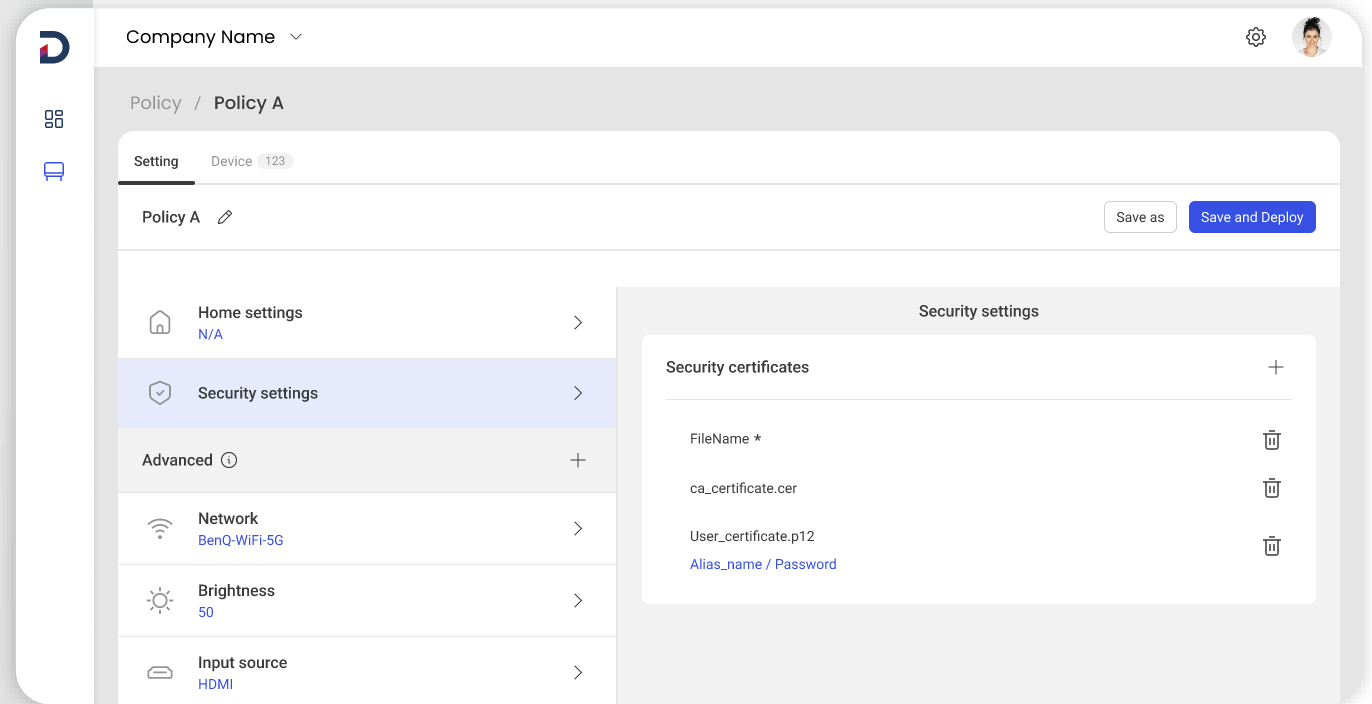 Company Name
Policy / Policy A
Setting
Device 123
Policy A
Save as
Save and Deploy
Home settings
N/A
Security settings
Advanced
Network
BenQ-WiFi-5G
Brightness
50
Input source
HDMI
Security settings
Security certificates
FileName *
ca_certificate.cer
User_certificate.p12
Alias_name / Password